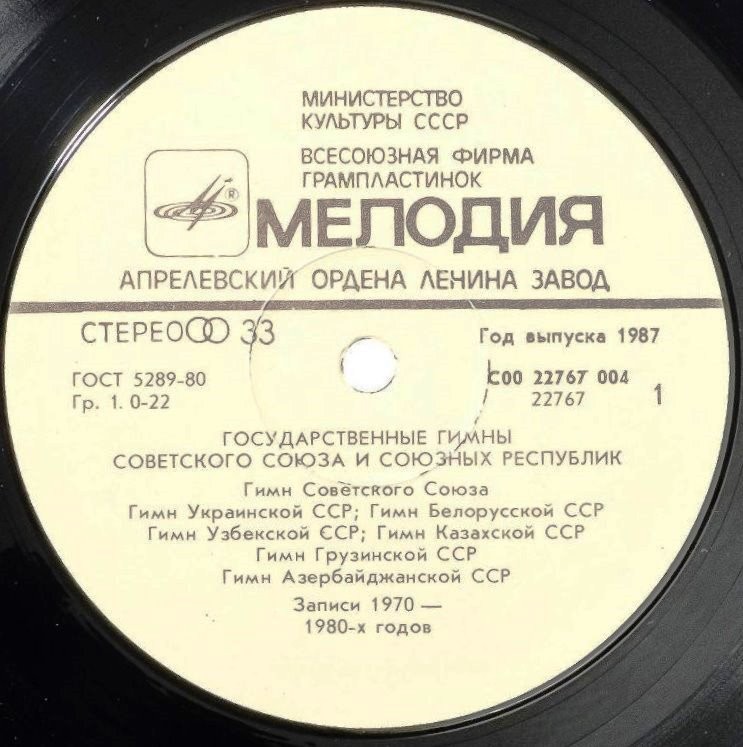 МИНИСТЕРСТВО
КУЛЬТУРЫ СССР
ВСЕСОЮЗНАЯ ФИРМА
ГРАМПЛАСТИНОК
®
МЕЛОДИЯ
АПРЕЛЕВСКИЙ ОРДЕНА ЛЕНИНА ЗАВОД
СТЕРЕО 33
Год выпуска 1987
ГОСТ 5289-80
Гр. 1. 0-22
С00 22767 004
22767
1
ГОСУДАРСТВЕННЫЕ ГИМНЫ
СОВЕТСКОГО СОЮЗА И СОЮЗНЫХ РЕСПУБЛИК
Гимн Советского Союза
Гимн Украинской ССР; Гимн Белорусской ССР
Гимн Узбекской ССР; Гимн Казахской ССР
Гимн Грузинской ССР
Гимн Азербайджанской ССР
Записи 1970 —
1980-х годов